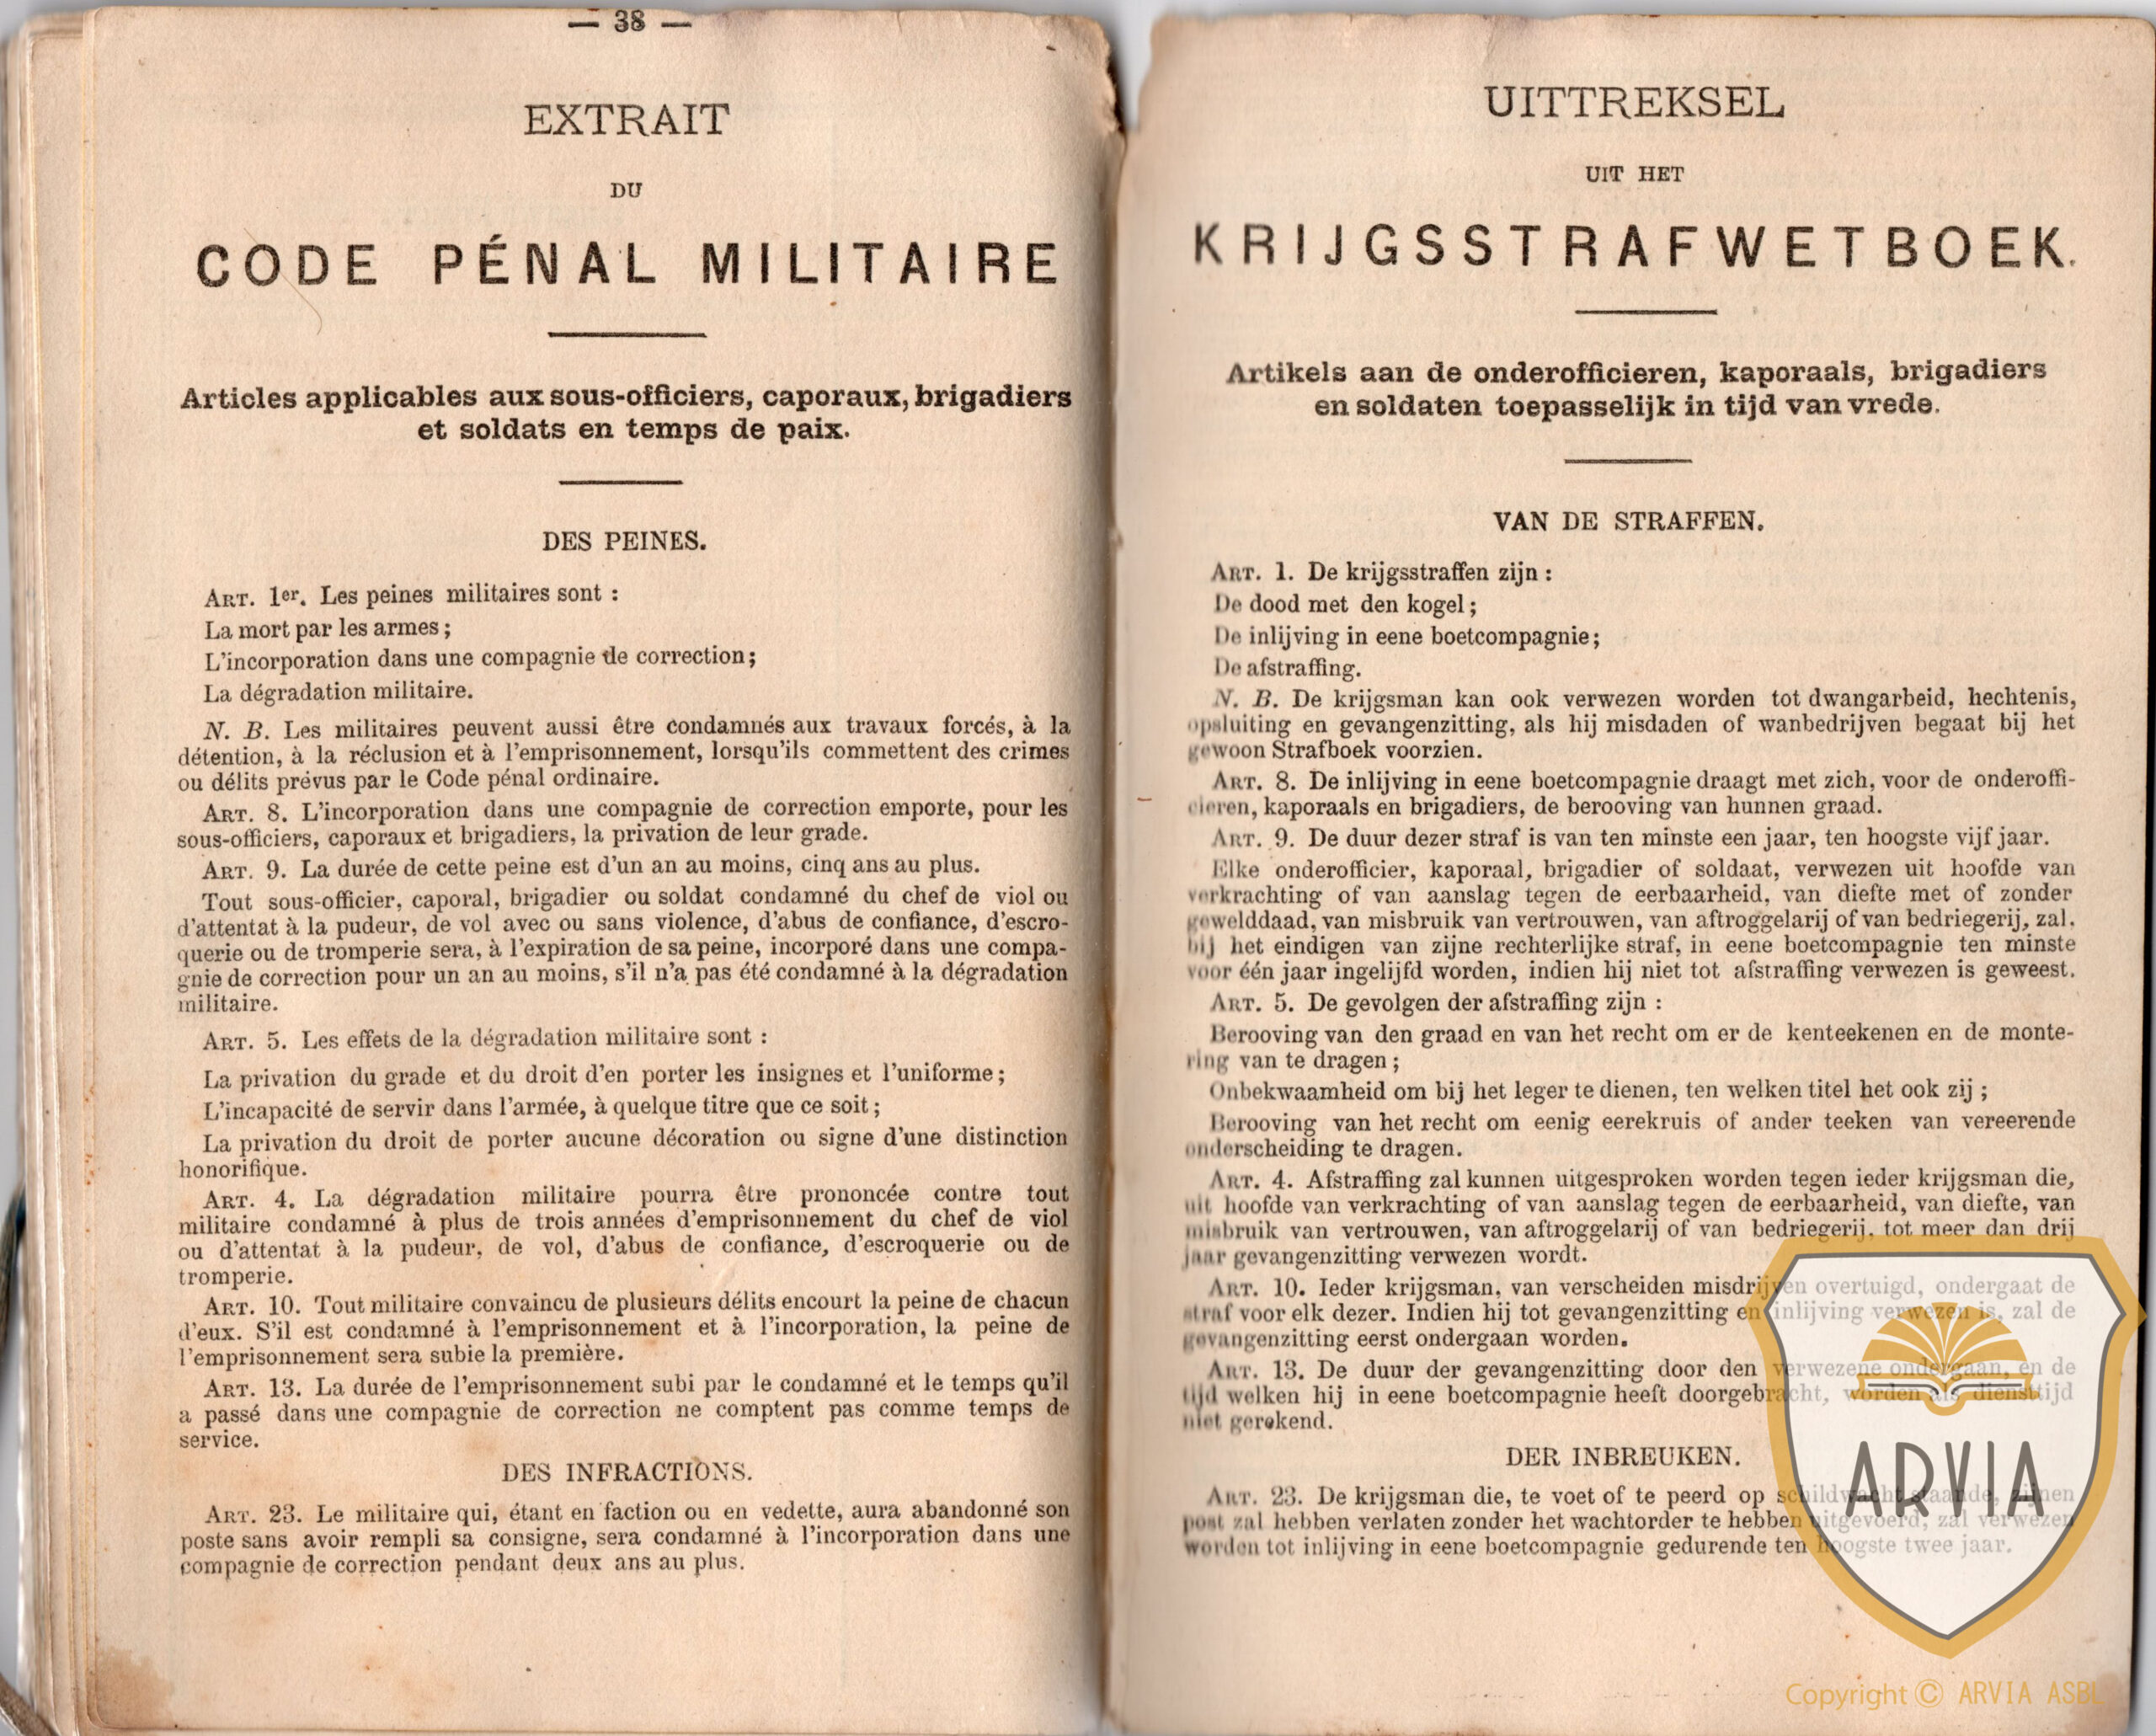 — 38 —
EXTRAIT
DU
CODE PÉNAL MILITAIRE
Articles applicables aux sous-officiers, caporaux, brigadiers
et soldats en temps de paix.
DES PEINES.
ART. 1er. Les peines militaires sont :
La mort par les armes ;
L'incorporation dans une compagnie de correction ;
La dégradation militaire.
N. B. Les militaires peuvent aussi être condamnés aux travaux forcés, à la
détention, à la réclusion et à l'emprisonnement, lorsqu'ils commettent des crimes
ou délits prévus par le Code pénal ordinaire.
ART. 8. L'incorporation dans une compagnie de correction emporte, pour les
sous-officiers, caporaux et brigadiers, la privation de leur grade.
ART. 9. La durée de cette peine est d'un an au moins, cinq ans au plus.
Tout sous-officier, caporal, brigadier ou soldat condamné du chef de viol ou
d'attentat à la pudeur, de vol avec ou sans violence, d'abus de confiance, d'escro-
querie ou de tromperie sera, à l'expiration de sa peine, incorporé dans une compa-
gnie de correction pour un an au moins, s'il n'a pas été condamné à la dégradation
militaire.
ART. 5. Les effets de la dégradation militaire sont :
La privation du grade et du droit d'en porter les insignes et l'uniforme ;
L'incapacité de servir dans l'armée, à quelque titre que ce soit ;
La privation du droit de porter aucune décoration ou signe d'une distinction
honorifique.
ART. 4. La dégradation militaire pourra être prononcée contre tout
militaire condamné à plus de trois années d'emprisonnement du chef de viol
ou d'attentat à la pudeur, de vol, d'abus de confiance, d'escroquerie ou de
tromperie.
ART. 10. Tout militaire convaincu de plusieurs délits encourt la peine de chacun
d'eux. S'il est condamné à l'emprisonnement et à l'incorporation, la peine de
l'emprisonnement sera subie la première.
ART. 13. La durée de l'emprisonnement subi par le condamné et le temps qu'il
a passé dans une compagnie de correction ne comptent pas comme temps de
service.
DES INFRACTIONS.
ART. 23. Le militaire qui, étant en faction ou en vedette, aura abandonné son
poste sans avoir rempli sa consigne, sera condamné à l'incorporation dans une
compagnie de correction pendant deux ans au plus.
UITTREKSEL
UIT HET
KRIJGSSTRAFWETBOEK.
Artikels aan de onderofficieren, kaporaals, brigadiers
en soldaten toepasselijk in tijd van vrede.
VAN DE STRAFFEN.
ART. 1. De krijgsstraffen zijn :
De dood met den kogel ;
De inlijving in eene boetcompagnie ;
De afstraffing.
N. B. De krijgsman kan ook verwezen worden tot dwangarbeid, hechtenis,
opsluiting en gevangenzitting, als hij misdaden of wanbedrijven begaat bij het
gewoon Strafboek voorzien.
ART. 8. De inlijving in eene boetcompagnie draagt met zich, voor de onderoffi-
cieren, kaporaals en brigadiers, de berooving van hunnen graad.
ART. 9. De duur dezer straf is van ten minste een jaar, ten hoogste vijf jaar.
Elke onderofficier, kaporaal, brigadier of soldaat, verwezen uit hoofde van
verkrachting of van aanslag tegen de eerbaarheid, van diefte met of zonder
gewelddaad, van misbruik van vertrouwen, van aftroggelarij of van bedriegerij, zal,
bij het eindigen van zijne rechterlijke straf, in eene boetcompagnie ten minste
voor één jaar ingelijfd worden, indien hij niet tot afstraffing verwezen is geweest.
ART. 5. De gevolgen der afstraffing zijn :
Berooving van den graad en van het recht om er de kenteekenen en de monte-
ring van te dragen ;
Onbekwaamheid om bij het leger te dienen, ten welken titel het ook zij ;
Berooving van het recht om eenig eerekruis of ander teeken van vereerende
onderscheiding te dragen.
ART. 4. Afstraffing zal kunnen uitgesproken worden tegen ieder krijgsman die,
uit hoofde van verkrachting of van aanslag tegen de eerbaarheid, van diefte, van
misbruik van vertrouwen, van aftroggelarij of van bedriegerij, tot meer dan drij
jaar gevangenzitting verwezen wordt.
ART. 10. Ieder krijgsman, van verscheiden misdrijven overtuigd, ondergaat de
straf voor elk dezer. Indien hij tot gevangenzitting en inlijving verwezen is, zal de
gevangenzitting eerst ondergaan worden.
ART. 13. De duur der gevangenzitting door den verwezene ondergaan, en de
tijd welken hij in eene boetcompagnie heeft doorgebracht, worden als diensttijd
niet gerekend.
DER INBREUKEN.
ART. 23. De krijgsman die, te voet of te peerd op schildwacht staande, zijnen
post zal hebben verlaten zonder het wachtorder te hebben uitgevoerd, zal verwezen
worden tot inlijving in eene boetcompagnie gedurende ten hoogste twee jaar.
ARVIA
Copyright © ARVIA ASBL